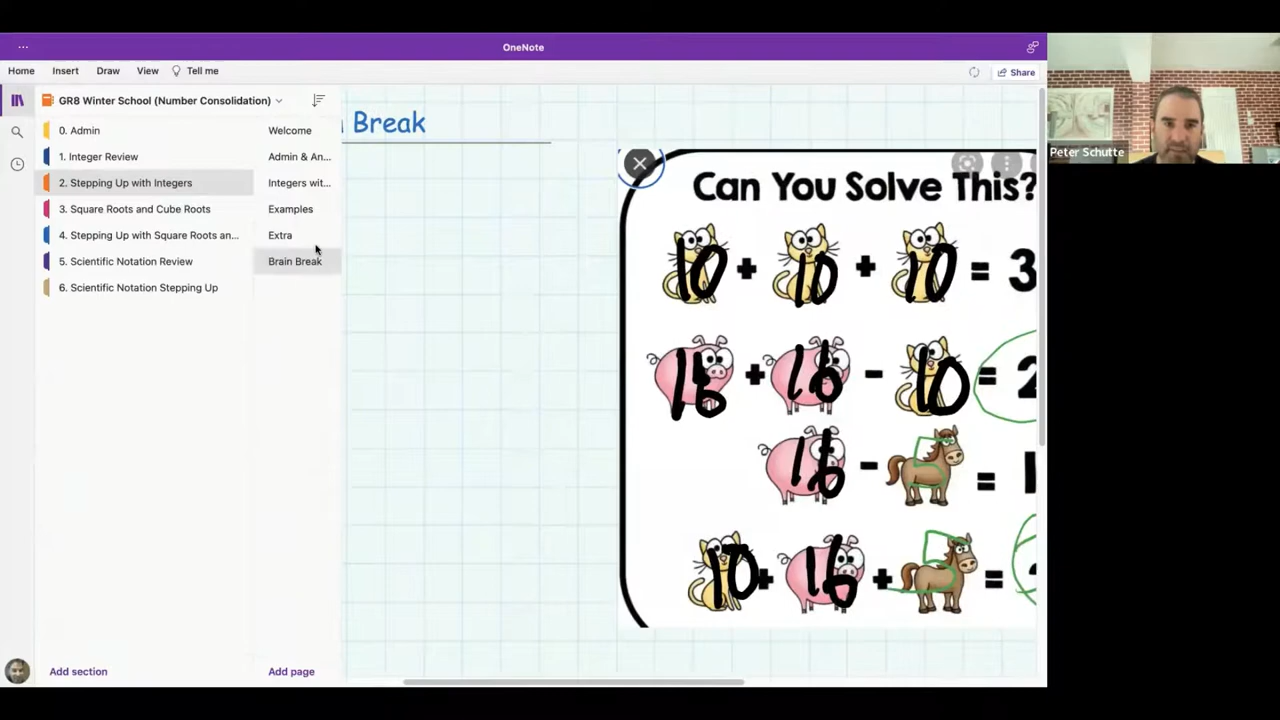 OneNote
Home Insert Draw View Tell me
Share
GR8 Winter School (Number Consolidation)
0. Admin
1. Integer Review
2. Stepping Up with Integers
3. Square Roots and Cube Roots
4. Stepping Up with Square Roots an...
5. Scientific Notation Review
6. Scientific Notation Stepping Up
Welcome
Admin & An...
Integers wit...
Examples
Extra
Brain Break
Add section
Add page
Break
Can You Solve This?
10 + 10 + 10 = 3
16 + 16 - 10 = 2
16 - 5 = 1
10 + 16 + 5 =
Peter Schutte